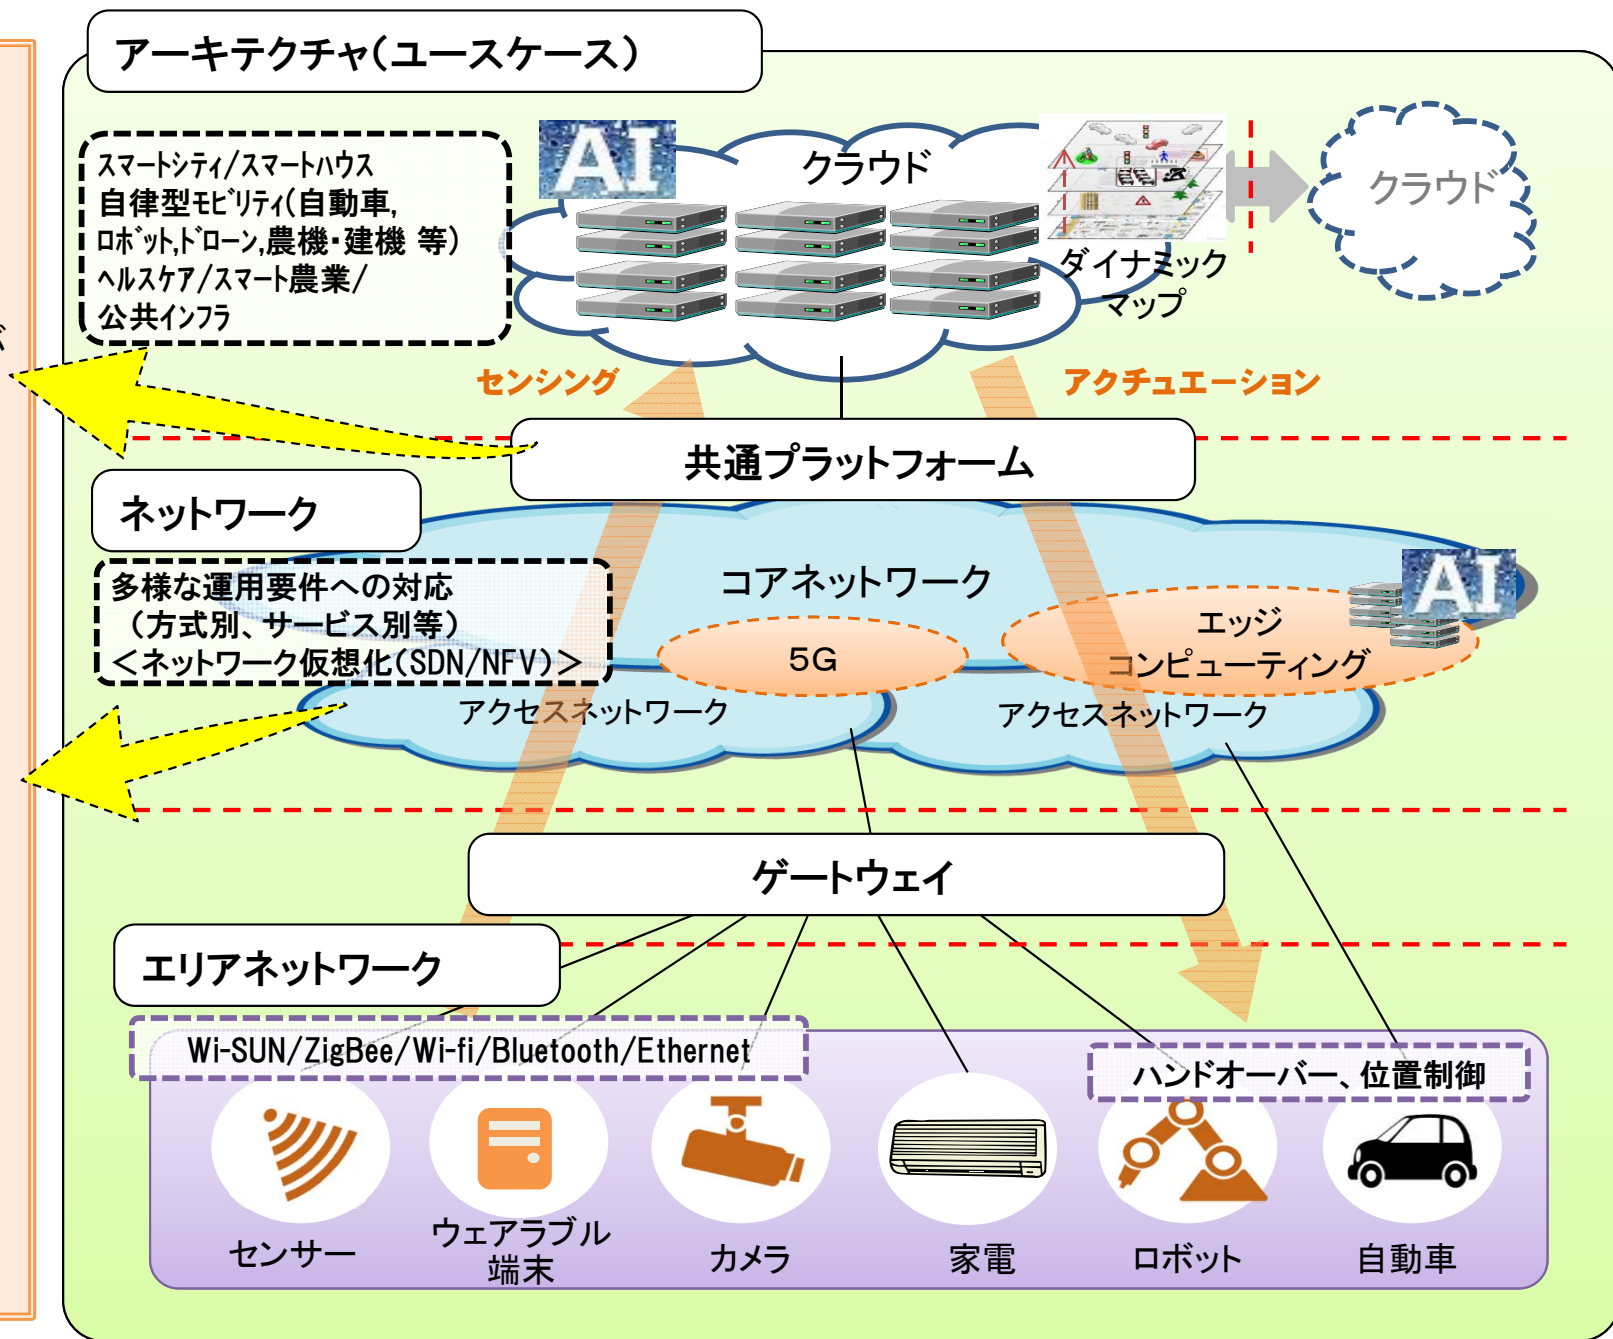 アーキテクチャ(ユースケース)
スマートシティ/スマートハウス
自律型モビリティ(自動車,
ロボット,ドローン,農機・建機 等)
ヘルスケア/スマート農業/
公共インフラ
AI
クラウド
ダイナミック
マップ
クラウド
センシング
アクチュエーション
共通プラットフォーム
ネットワーク
多様な運用要件への対応
(方式別、サービス別等)
<ネットワーク仮想化(SDN/NFV)>
コアネットワーク
AI
5G
エッジ
コンピューティング
アクセスネットワーク
アクセスネットワーク
ゲートウェイ
エリアネットワーク
Wi-SUN/ZigBee/Wi-fi/Bluetooth/Ethernet
ハンドオーバー、位置制御
センサー
ウェアラブル
端末
カメラ
家電
ロボット
自動車